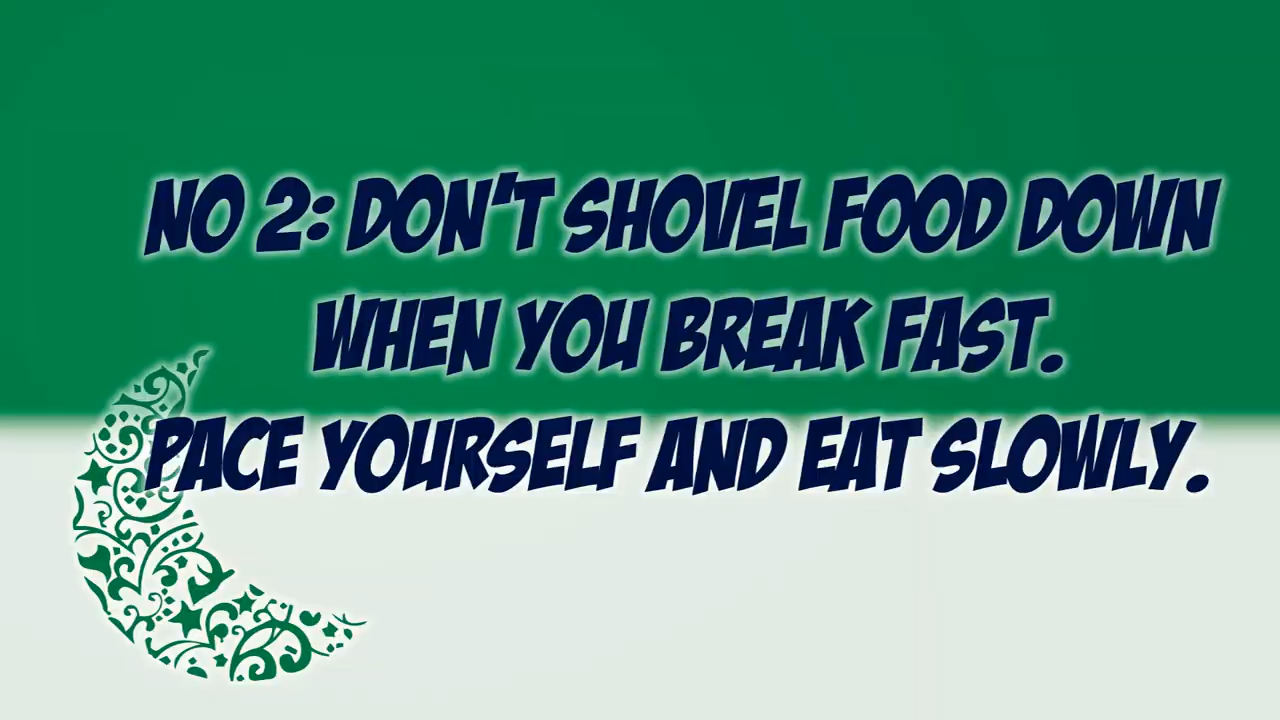 NO 2: DON'T SHOVEL FOOD DOWN
WHEN YOU BREAK FAST.
PACE YOURSELF AND EAT SLOWLY.